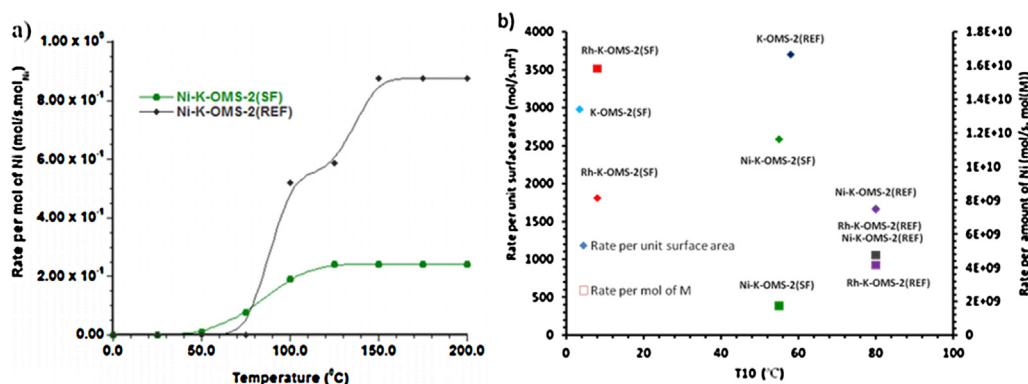 a)
Rate per mol of Ni (mol/s.mol Ni)
1.00 x 10⁰
8.00 x 10⁻¹
6.00 x 10⁻¹
4.00 x 10⁻¹
2.00 x 10⁻¹
0.00
Ni-K-OMS-2(SF)
Ni-K-OMS-2(REF)
0.0 50.0 100.0 150.0 200.0
Temperature (⁰C)
b)
Rate per unit surface area (mol/s.m²)
4000
3500
3000
2500
2000
1500
1000
500
0
Rh-K-OMS-2(SF)
K-OMS-2(REF)
K-OMS-2(SF)
Ni-K-OMS-2(SF)
Rh-K-OMS-2(SF)
Ni-K-OMS-2(REF)
Rh-K-OMS-2(REF)
Ni-K-OMS-2(REF)
Rate per unit surface area
Rate per mol of M
Ni-K-OMS-2(SF)
Rh-K-OMS-2(REF)
0 20 40 60 80 100
T10 (℃)
1.8E+10
1.6E+10
1.4E+10
1.2E+10
1E+10
8E+09
6E+09
4E+09
2E+09
0
Rate per amount of Ni (mol/s. mol(M))